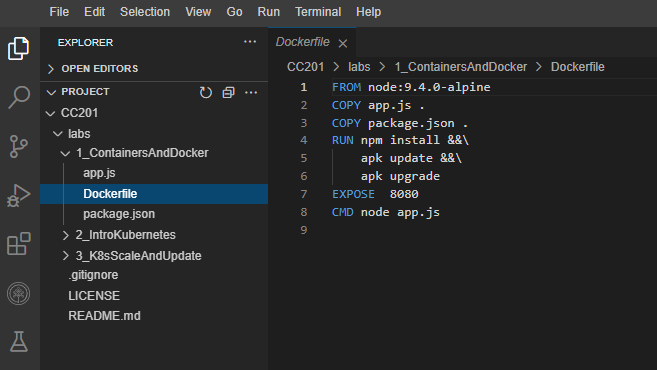 File Edit Selection View Go Run Terminal Help
EXPLORER
OPEN EDITORS
PROJECT
CC201
labs
1_ContainersAndDocker
app.js
Dockerfile
package.json
2_IntroKubernetes
3_K8sScaleAndUpdate
.gitignore
LICENSE
README.md
Dockerfile
CC201 > labs > 1_ContainersAndDocker > Dockerfile
1 FROM node:9.4.0-alpine
2 COPY app.js .
3 COPY package.json .
4 RUN npm install &&\
5     apk update &&\
6     apk upgrade
7 EXPOSE  8080
8 CMD node app.js
9